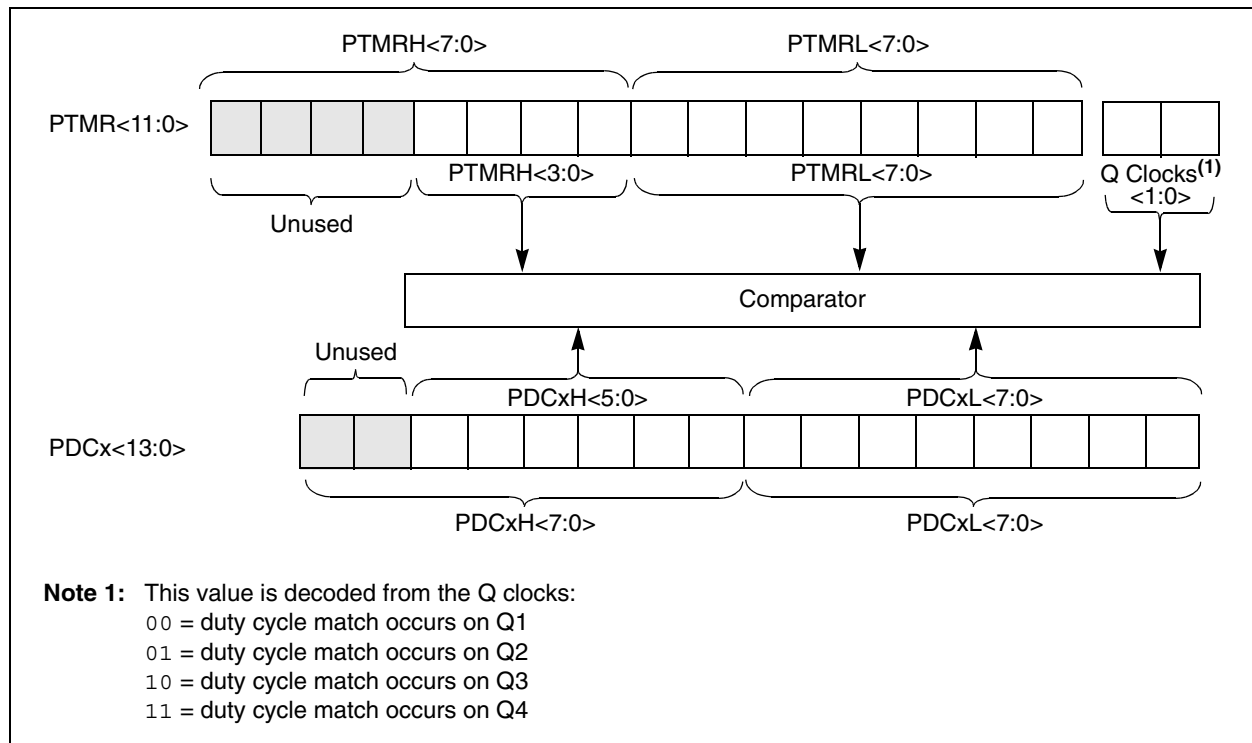 PTMRH<7:0> PTMRL<7:0>
PTMR<11:0>
PTMRH<3:0> PTMRL<7:0> Q Clocks(1)
<1:0>
Unused
Comparator
Unused
PDCxH<5:0> PDCxL<7:0>
PDCx<13:0>
PDCxH<7:0> PDCxL<7:0>
Note 1: This value is decoded from the Q clocks:
00 = duty cycle match occurs on Q1
01 = duty cycle match occurs on Q2
10 = duty cycle match occurs on Q3
11 = duty cycle match occurs on Q4